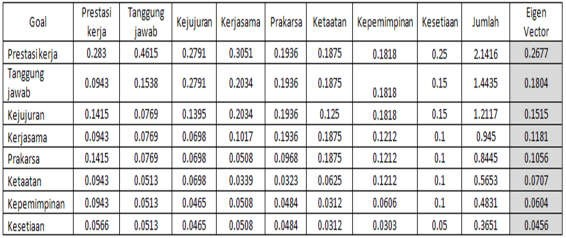 Goal Prestasi kerja Tanggung jawab Kejujuran Kerjasama Prakarsa Ketaatan Kepemimpinan Kesetiaan Jumlah Eigen Vector
Prestasi kerja 0.283 0.4615 0.2791 0.3051 0.1936 0.1875 0.1818 0.25 2.1416 0.2677
Tanggung jawab 0.0943 0.1538 0.2791 0.2034 0.1936 0.1875 0.1818 0.15 1.4435 0.1804
Kejujuran 0.1415 0.0769 0.1395 0.2034 0.1936 0.125 0.1818 0.15 1.2117 0.1515
Kerjasama 0.0943 0.0769 0.0698 0.1017 0.1936 0.1875 0.1212 0.1 0.945 0.1181
Prakarsa 0.1415 0.0769 0.0698 0.0508 0.0968 0.1875 0.1212 0.1 0.8445 0.1056
Ketaatan 0.0943 0.0513 0.0698 0.0339 0.0323 0.0625 0.1212 0.1 0.5653 0.0707
Kepemimpinan 0.0943 0.0513 0.0465 0.0508 0.0484 0.0312 0.0606 0.1 0.4831 0.0604
Kesetiaan 0.0566 0.0513 0.0465 0.0508 0.0484 0.0312 0.0303 0.05 0.3651 0.0456